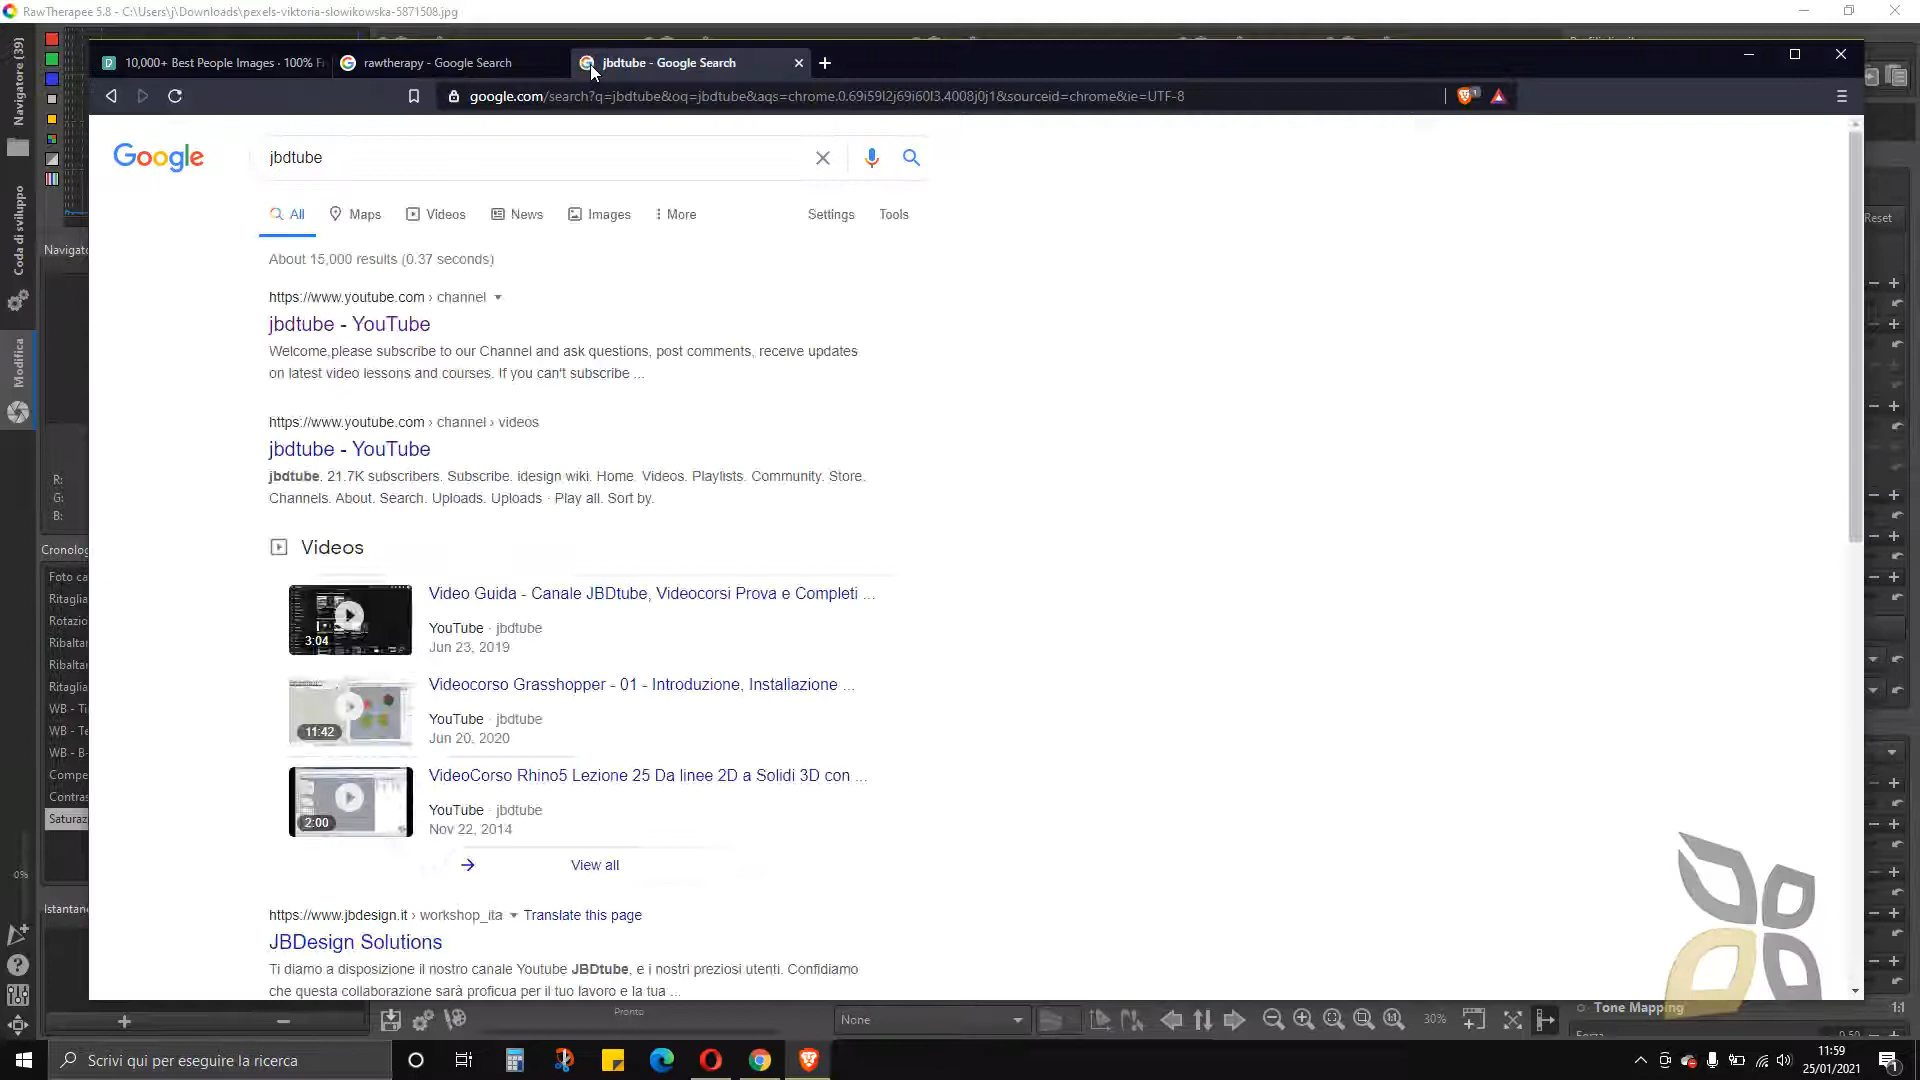 RawTherapee 5.8 - C:\Users\j\Downloads\pexels-viktoria-slowikowska-5871508.jpg
10,000+ Best People Images · 100% Fr
rawtherapy - Google Search
jbdtube - Google Search
google.com/search?q=jbdtube&oq=jbdtube&aqs=chrome.0.69i59l2j69i60l3.4008j0j1&sourceid=chrome&ie=UTF-8
Navigatore (39)
Coda di sviluppo
Modifica
Google
jbdtube
All
Maps
Videos
News
Images
More
Settings
Tools
Reset
Navigato
About 15,000 results (0.37 seconds)
https://www.youtube.com › channel
jbdtube - YouTube
Welcome,please subscribe to our Channel and ask questions, post comments, receive updates
on latest video lessons and courses. If you can't subscribe ...
https://www.youtube.com › channel › videos
jbdtube - YouTube
jbdtube. 21.7K subscribers. Subscribe. idesign wiki. Home. Videos. Playlists. Community. Store.
Channels. About. Search. Uploads. Uploads · Play all. Sort by.
R:
G:
B:
Videos
Cronolog
Foto ca
Ritaglia
Rotazio
Ribaltar
Ribaltar
Ritaglia
WB - Ti
WB - Te
WB - B-
Compe
Contras
Saturaz
3:04
Video Guida - Canale JBDtube, Videocorsi Prova e Completi ...
YouTube · jbdtube
Jun 23, 2019
11:42
Videocorso Grasshopper - 01 - Introduzione, Installazione ...
YouTube · jbdtube
Jun 20, 2020
2:00
VideoCorso Rhino5 Lezione 25 Da linee 2D a Solidi 3D con ...
YouTube · jbdtube
Nov 22, 2014
View all
0%
Istantane
https://www.jbdesign.it › workshop_ita
Translate this page
JBDesign Solutions
Ti diamo a disposizione il nostro canale Youtube JBDtube, e i nostri preziosi utenti. Confidiamo
che questa collaborazione sarà proficua per il tuo lavoro e la tua ...
Pronto
None
30%
Tone Mapping
1:1
0,50
Scrivi qui per eseguire la ricerca
11:59
25/01/2021
1